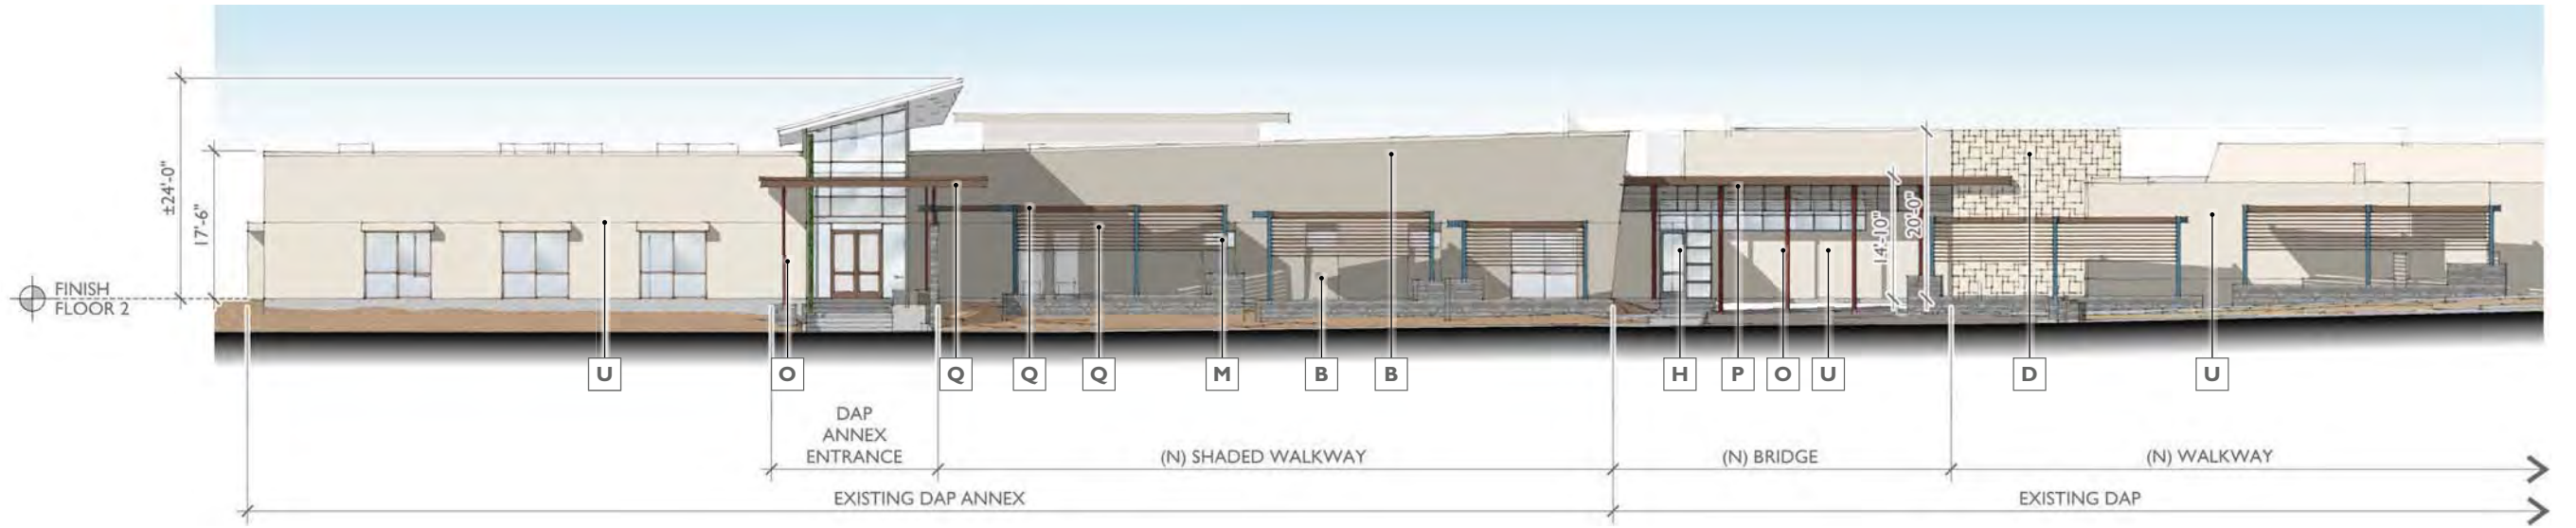 ±24'-0"
17'-6"
14'-10"
20'-0"
FINISH
FLOOR 2
U O Q Q Q M B B H P O U D U
DAP
ANNEX
ENTRANCE
(N) SHADED WALKWAY
(N) BRIDGE
(N) WALKWAY
EXISTING DAP ANNEX
EXISTING DAP